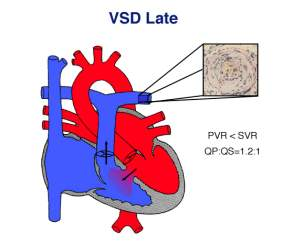 VSD Late
PVR < SVR
QP:QS=1.2:1